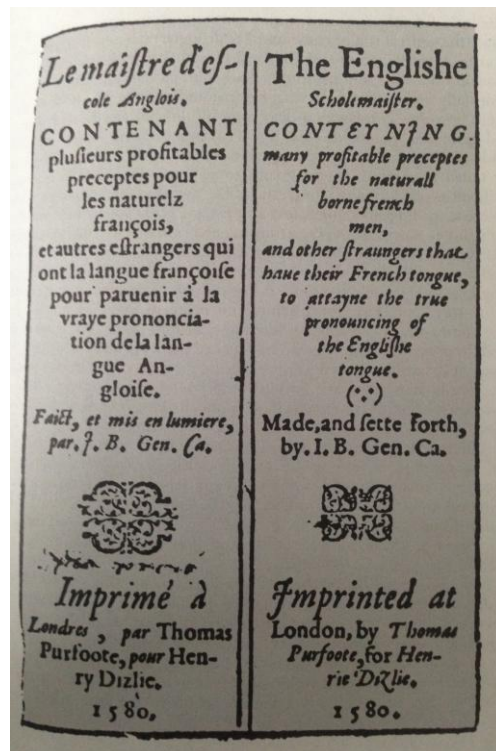 Le maiſtre d'eſ-
cole Anglois.
CONTENANT
pluſieurs profitables
preceptes pour
les naturelz
françois,
et autres eſtrangers qui
ont la langue françoiſe
pour paruenir à la
vraye prononcia-
tion de la lan-
gue An-
gloiſe.
Faict, et mis en lumiere,
par. J. B. Gen. Ca.
Imprimé à
Londres, par Thomas
Purfoote, pour Hen-
ry Dizlie.
1580.
The Engliſhe
Scholemaiſter.
CONTEYNING.
many profitable preceptes
for the naturall
borne french
men,
and other ſtraungers that
haue their French tongue,
to attayne the true
pronouncing of
the Engliſhe
tongue.
(∵)
Made, and ſette forth,
by. I. B. Gen. Ca.
Jmprinted at
London, by Thomas
Purfoote, for Hen-
rie Dizlie.
1580.